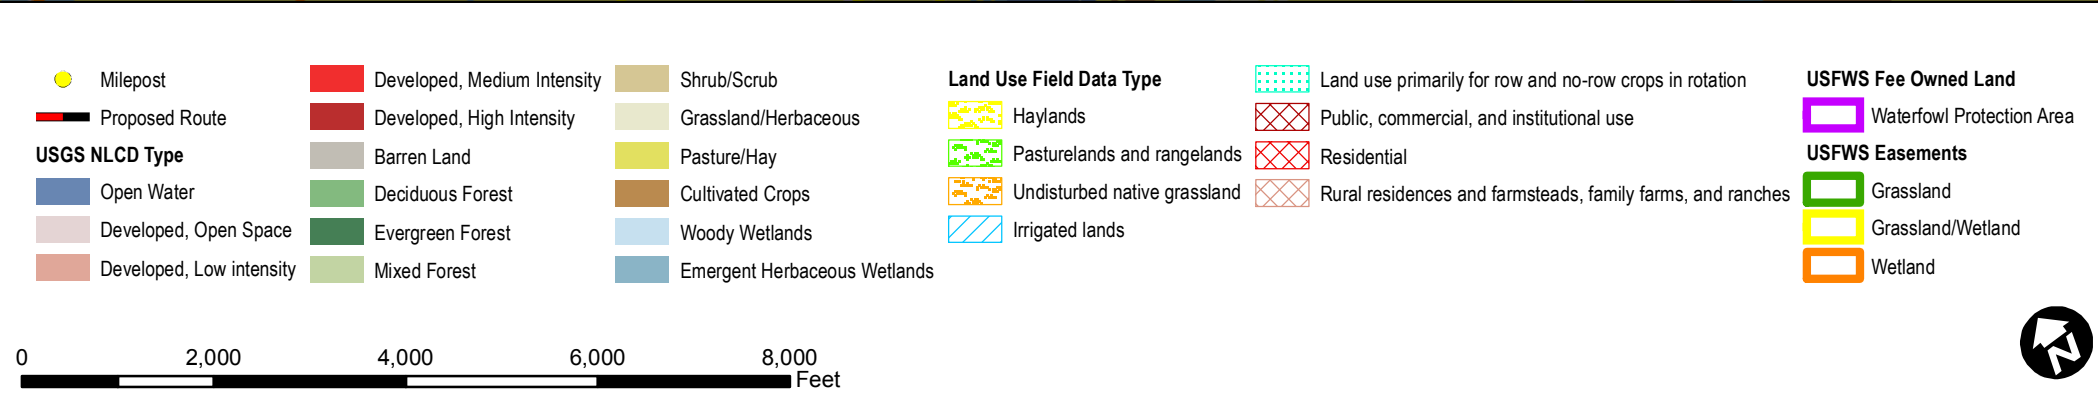 Milepost
Proposed Route
USGS NLCD Type
Open Water
Developed, Open Space
Developed, Low intensity
Developed, Medium Intensity
Developed, High Intensity
Barren Land
Deciduous Forest
Evergreen Forest
Mixed Forest
Shrub/Scrub
Grassland/Herbaceous
Pasture/Hay
Cultivated Crops
Woody Wetlands
Emergent Herbaceous Wetlands
Land Use Field Data Type
Haylands
Pasturelands and rangelands
Undisturbed native grassland
Irrigated lands
Land use primarily for row and no-row crops in rotation
Public, commercial, and institutional use
Residential
Rural residences and farmsteads, family farms, and ranches
USFWS Fee Owned Land
Waterfowl Protection Area
USFWS Easements
Grassland
Grassland/Wetland
Wetland
0 2,000 4,000 6,000 8,000
Feet
N